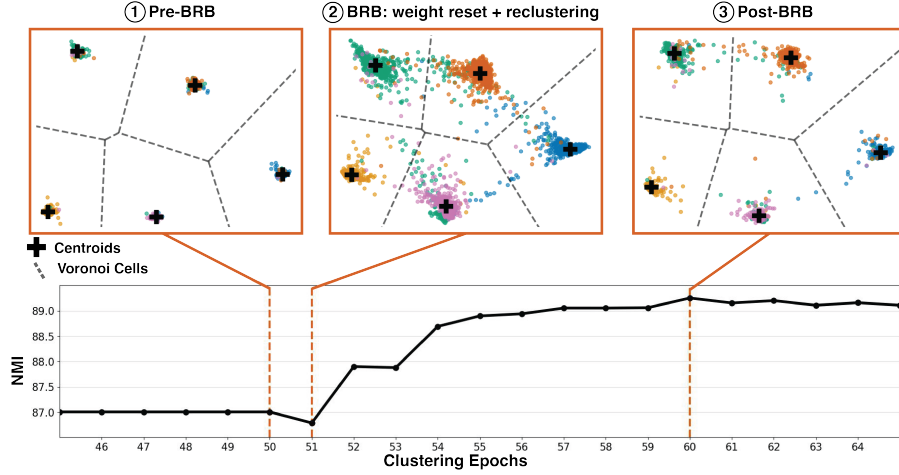 ① Pre-BRB
② BRB: weight reset + reclustering
③ Post-BRB
Centroids
Voronoi Cells
NMI
89.0
88.5
88.0
87.5
87.0
46 47 48 49 50 51 52 53 54 55 56 57 58 59 60 61 62 63 64
Clustering Epochs